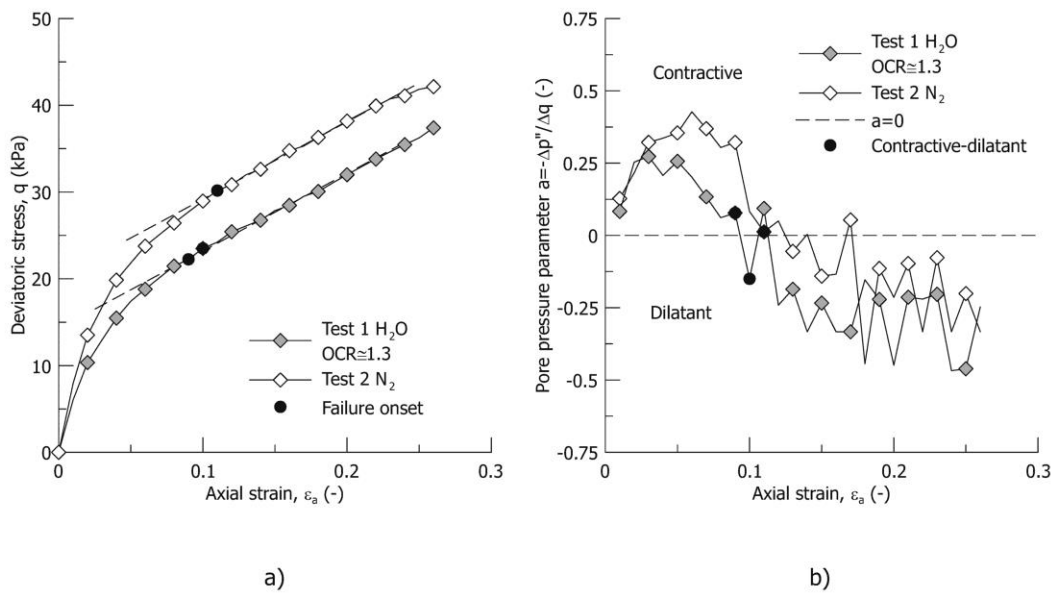 50
40
30
20
10
0
Deviatoric stress, q (kPa)
0
0.1
0.2
0.3
Axial strain, εa (-)
Test 1 H2O
OCR≅1.3
Test 2 N2
Failure onset
a)
0.75
0.5
0.25
0
-0.25
-0.5
-0.75
Pore pressure parameter a=-Δp"/Δq (-)
Contractive
Dilatant
Test 1 H2O
OCR≅1.3
Test 2 N2
a=0
Contractive-dilatant
0
0.1
0.2
0.3
Axial strain, εa (-)
b)